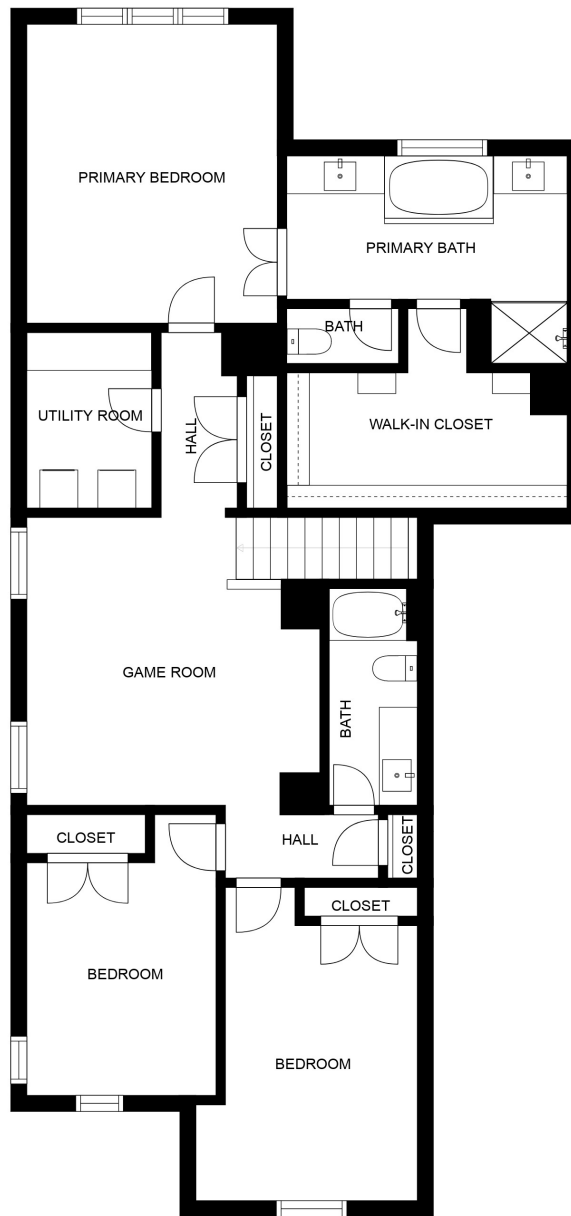 PRIMARY BEDROOM
PRIMARY BATH
BATH
UTILITY ROOM
HALL
CLOSET
WALK-IN CLOSET
GAME ROOM
BATH
CLOSET
HALL
CLOSET
CLOSET
BEDROOM
BEDROOM